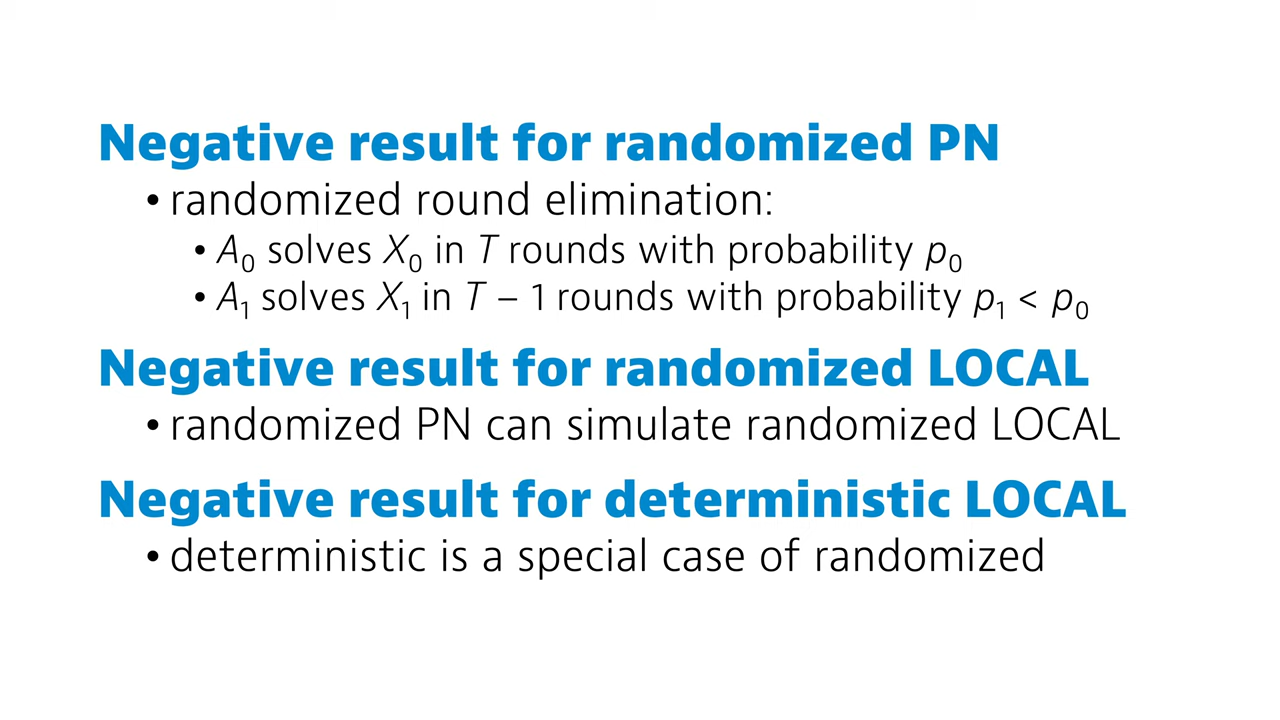 Negative result for randomized PN
• randomized round elimination:
• A₀ solves X₀ in T rounds with probability p₀
• A₁ solves X₁ in T – 1 rounds with probability p₁ < p₀
Negative result for randomized LOCAL
• randomized PN can simulate randomized LOCAL
Negative result for deterministic LOCAL
• deterministic is a special case of randomized